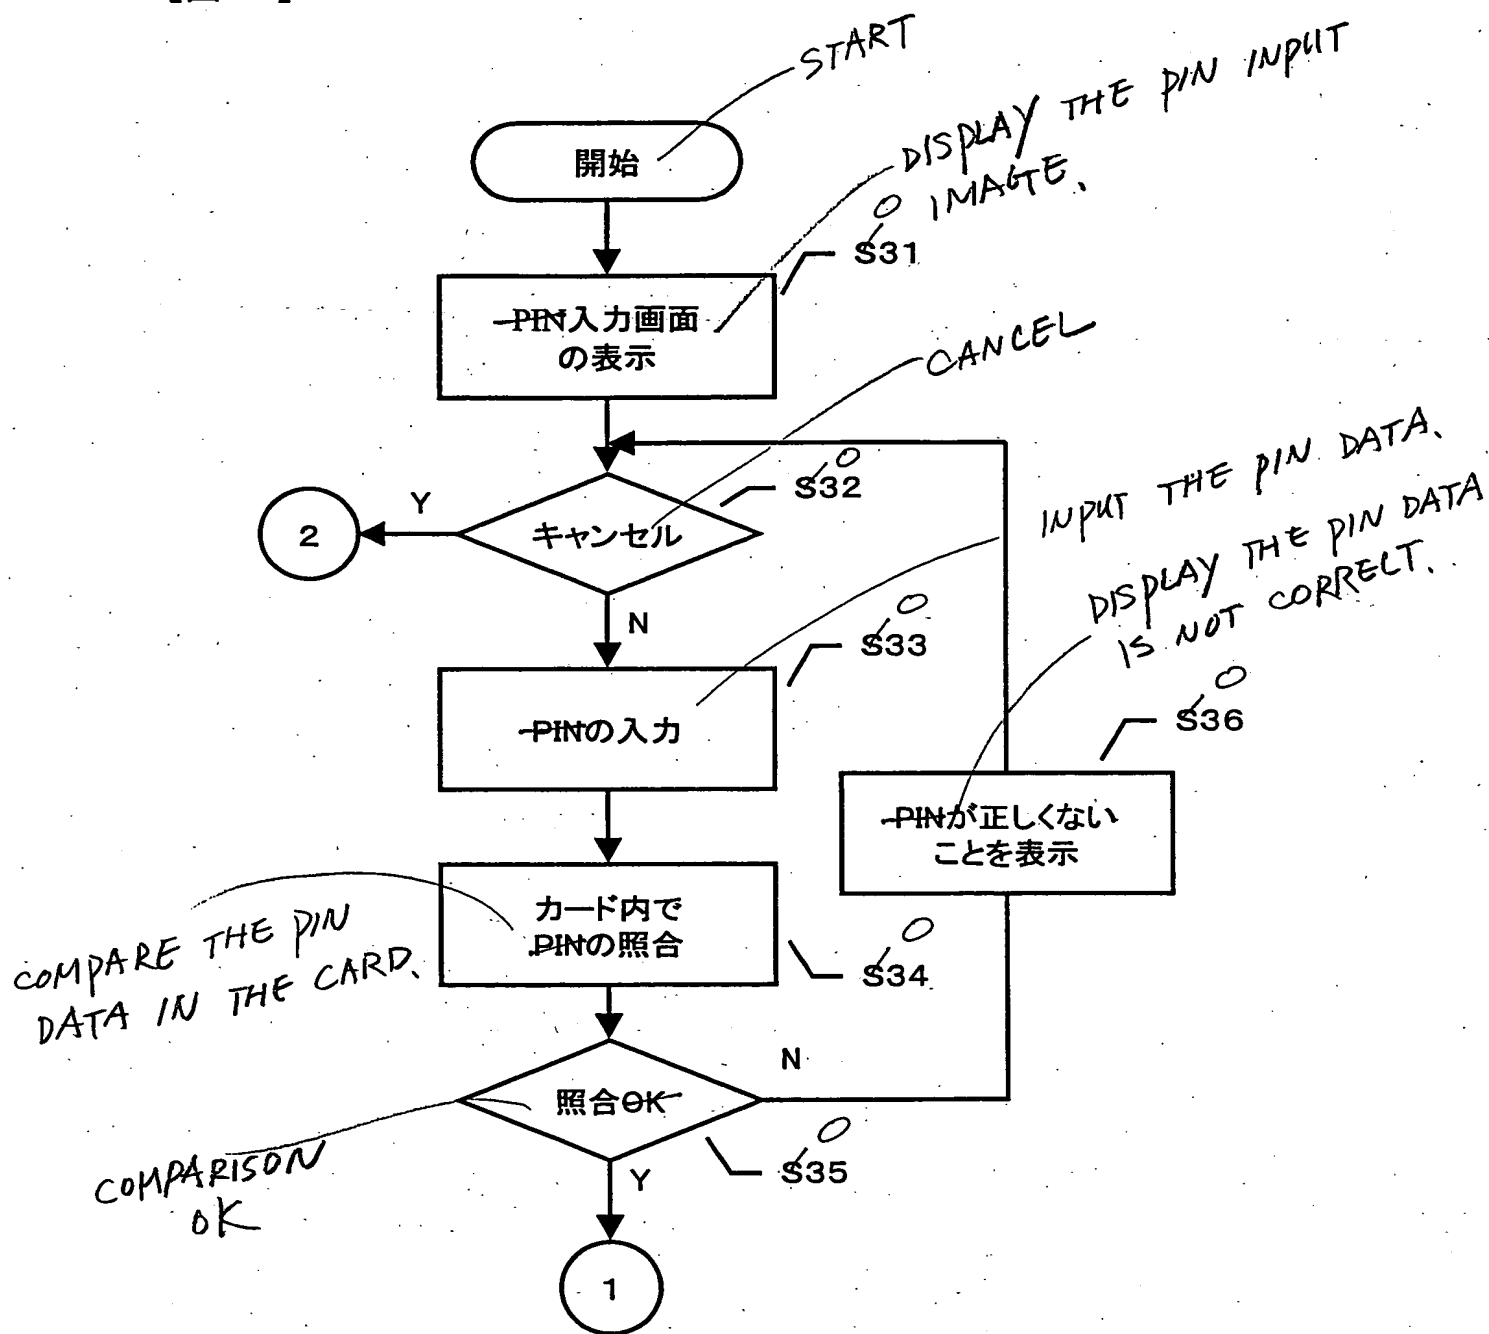 START
開始
DISPLAY THE PIN INPUT
IMAGE.
S31
PIN入力画面
の表示
CANCEL
S32
キャンセル
Y
2
N
INPUT THE PIN DATA.
S33
PINの入力
DISPLAY THE PIN DATA
IS NOT CORRECT.
S36
PINが正しくない
ことを表示
COMPARE THE PIN
DATA IN THE CARD.
カード内で
PINの照合
S34
N
照合OK
S35
COMPARISON
OK
Y
1